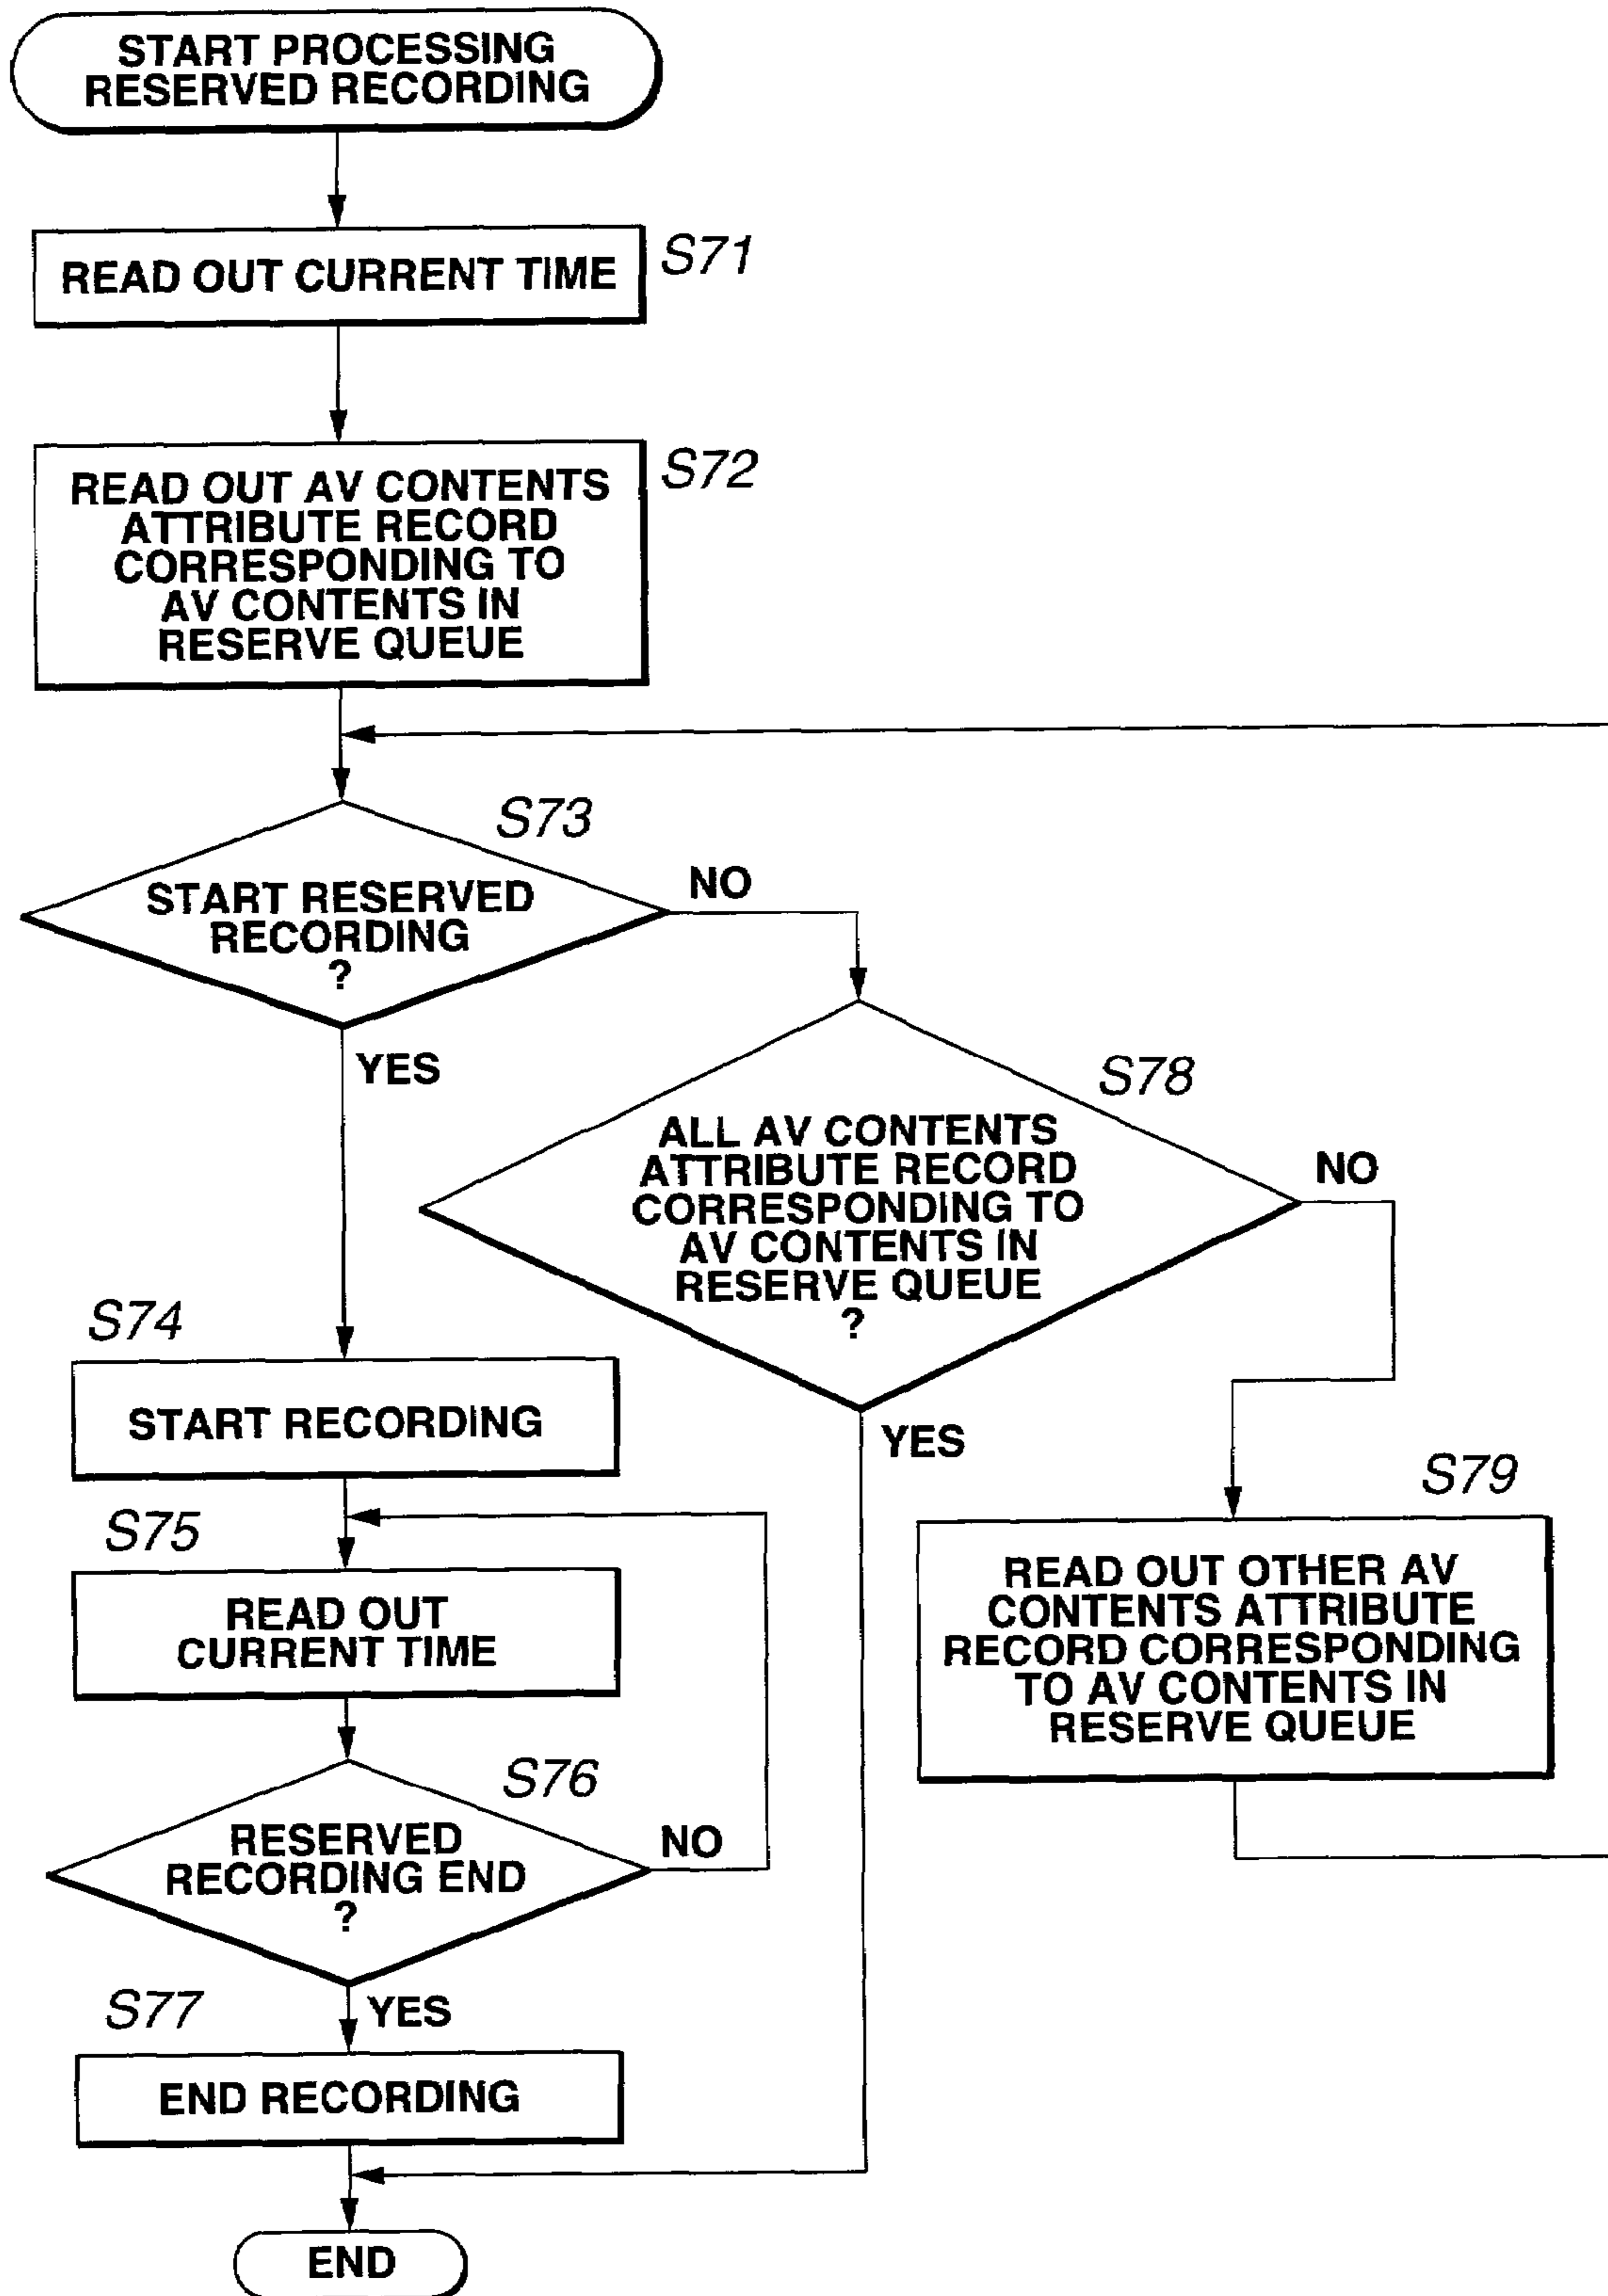 START PROCESSING
RESERVED RECORDING
READ OUT CURRENT TIME
S71
READ OUT AV CONTENTS
ATTRIBUTE RECORD
CORRESPONDING TO
AV CONTENTS IN
RESERVE QUEUE
S72
S73
START RESERVED
RECORDING
?
NO
YES
S78
ALL AV CONTENTS
ATTRIBUTE RECORD
CORRESPONDING TO
AV CONTENTS IN
RESERVE QUEUE
?
NO
YES
S74
START RECORDING
S79
READ OUT OTHER AV
CONTENTS ATTRIBUTE
RECORD CORRESPONDING
TO AV CONTENTS IN
RESERVE QUEUE
S75
READ OUT
CURRENT TIME
S76
RESERVED
RECORDING END
?
NO
YES
S77
END RECORDING
END